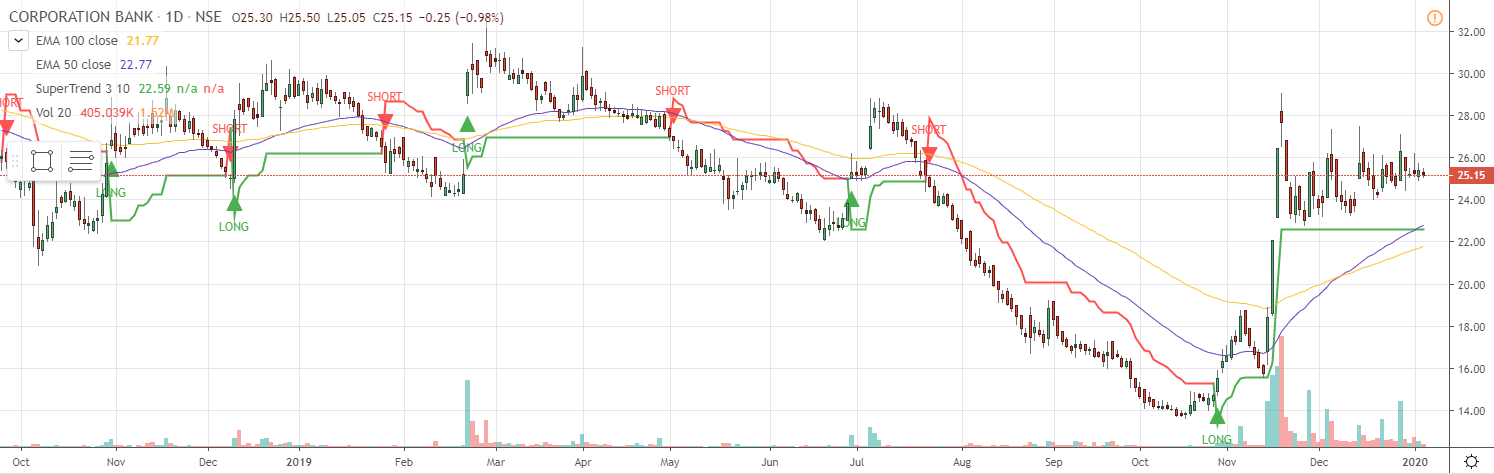 CORPORATION BANK · 1D · NSE O25.30 H25.50 L25.05 C25.15 −0.25 (−0.98%)
EMA 100 close 21.77
EMA 50 close 22.77
SuperTrend 3 10 22.59 n/a n/a
Vol 20 405.039K 1.52M
32.00
30.00
28.00
26.00
25.15
24.00
22.00
20.00
18.00
16.00
14.00
SHORT
LONG
SHORT
LONG
SHORT
LONG
SHORT
LONG
SHORT
LONG
Oct Nov Dec 2019 Feb Mar Apr May Jun Jul Aug Sep Oct Nov Dec 2020